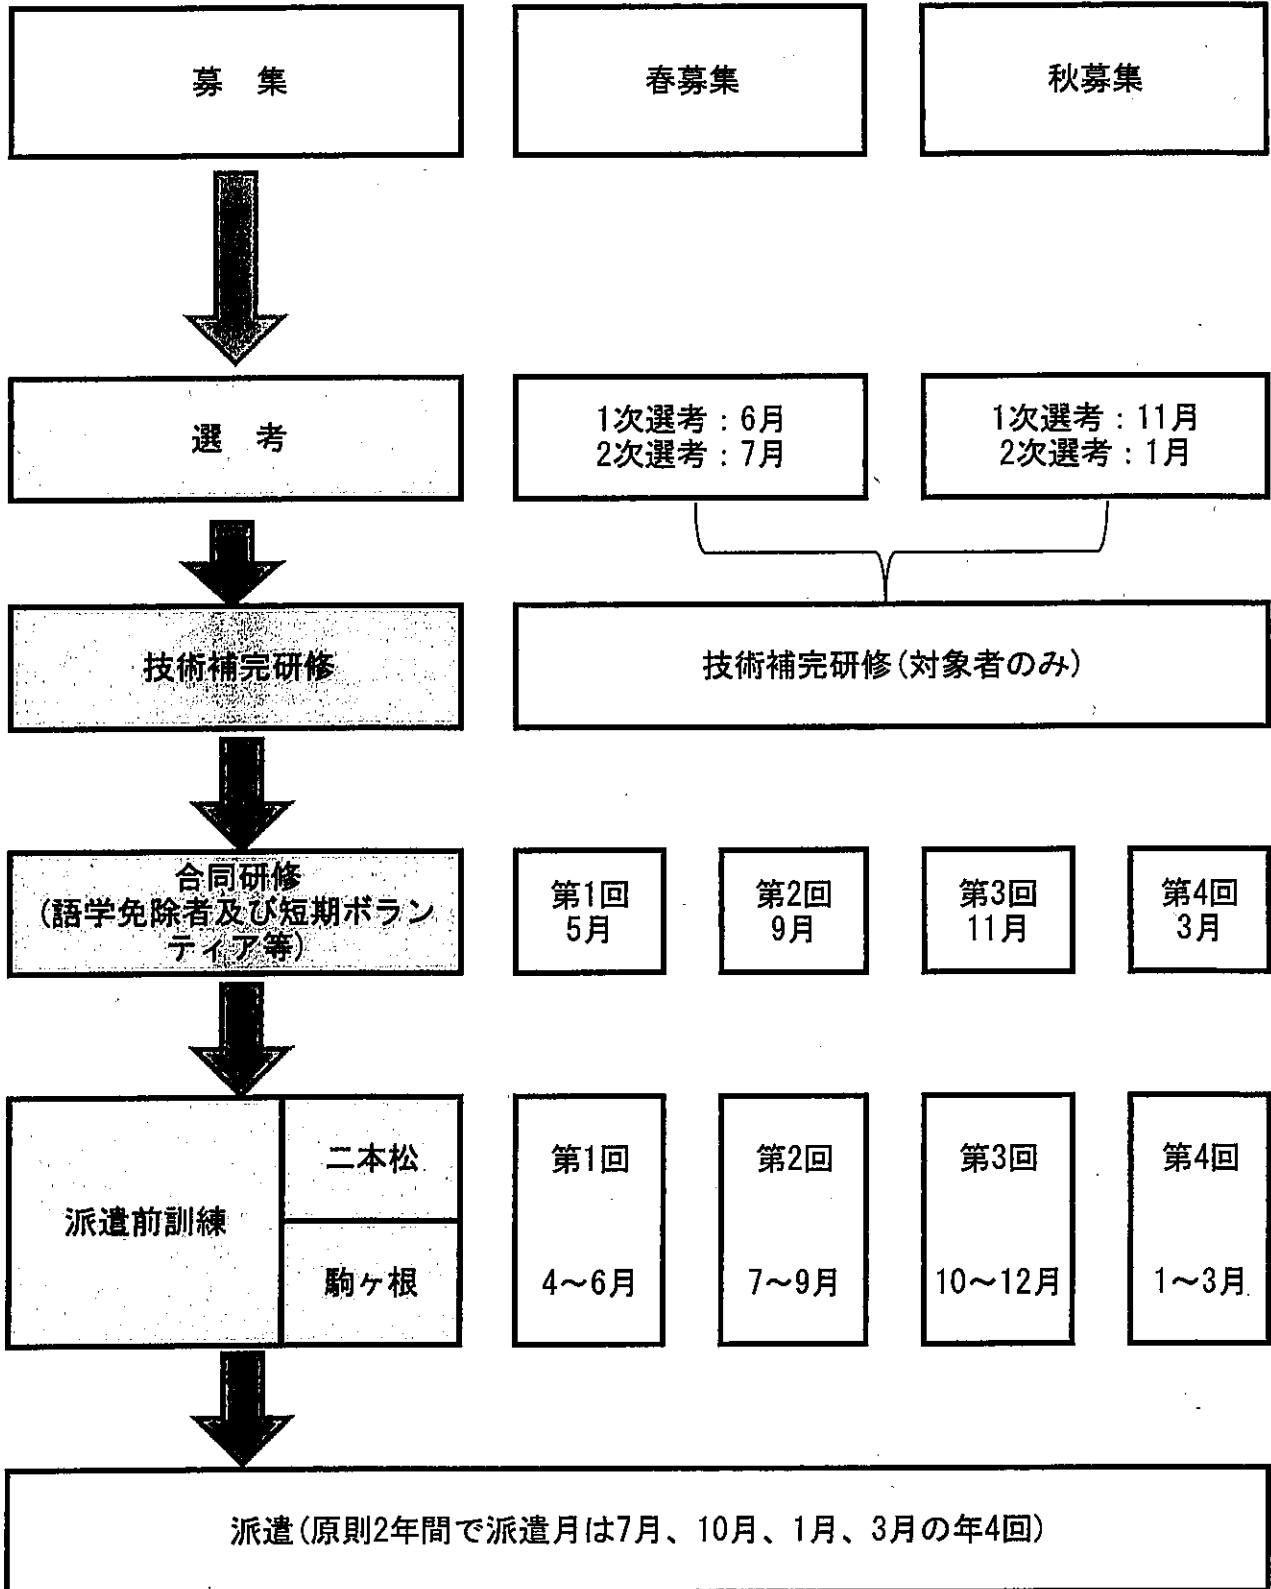 募　集
春募集
秋募集
選　考
1次選考：6月
2次選考：7月
1次選考：11月
2次選考：1月
技術補完研修
技術補完研修(対象者のみ)
合同研修
(語学免除者及び短期ボラン
ティア等)
第1回
5月
第2回
9月
第3回
11月
第4回
3月
派遣前訓練
二本松
駒ヶ根
第1回
4～6月
第2回
7～9月
第3回
10～12月
第4回
1～3月
派遣(原則2年間で派遣月は7月、10月、1月、3月の年4回)